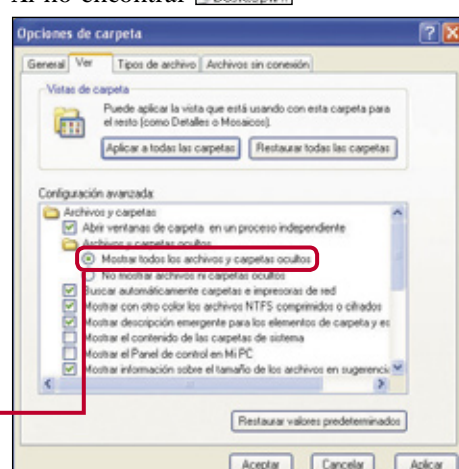 Al no encontrar
Opciones de carpeta
General Ver Tipos de archivo Archivos sin conexión
Vistas de carpeta
Puede aplicar la vista que está usando con esta carpeta para
el resto (como Detalles o Mosaicos).
Aplicar a todas las carpetas Restaurar todas las carpetas
Configuración avanzada:
Archivos y carpetas
Abrir ventanas de carpeta en un proceso independiente
Archivos y carpetas ocultos
Mostrar todos los archivos y carpetas ocultos
No mostrar archivos ni carpetas ocultos
Buscar automáticamente carpetas e impresoras de red
Mostrar con otro color los archivos NTFS comprimidos o cifrados
Mostrar descripción emergente para los elementos de carpeta y es
Mostrar el contenido de las carpetas de sistema
Mostrar el Panel de control en Mi PC
Mostrar información sobre el tamaño de los archivos en sugerencia
Restaurar valores predeterminados
Aceptar Cancelar Aplicar